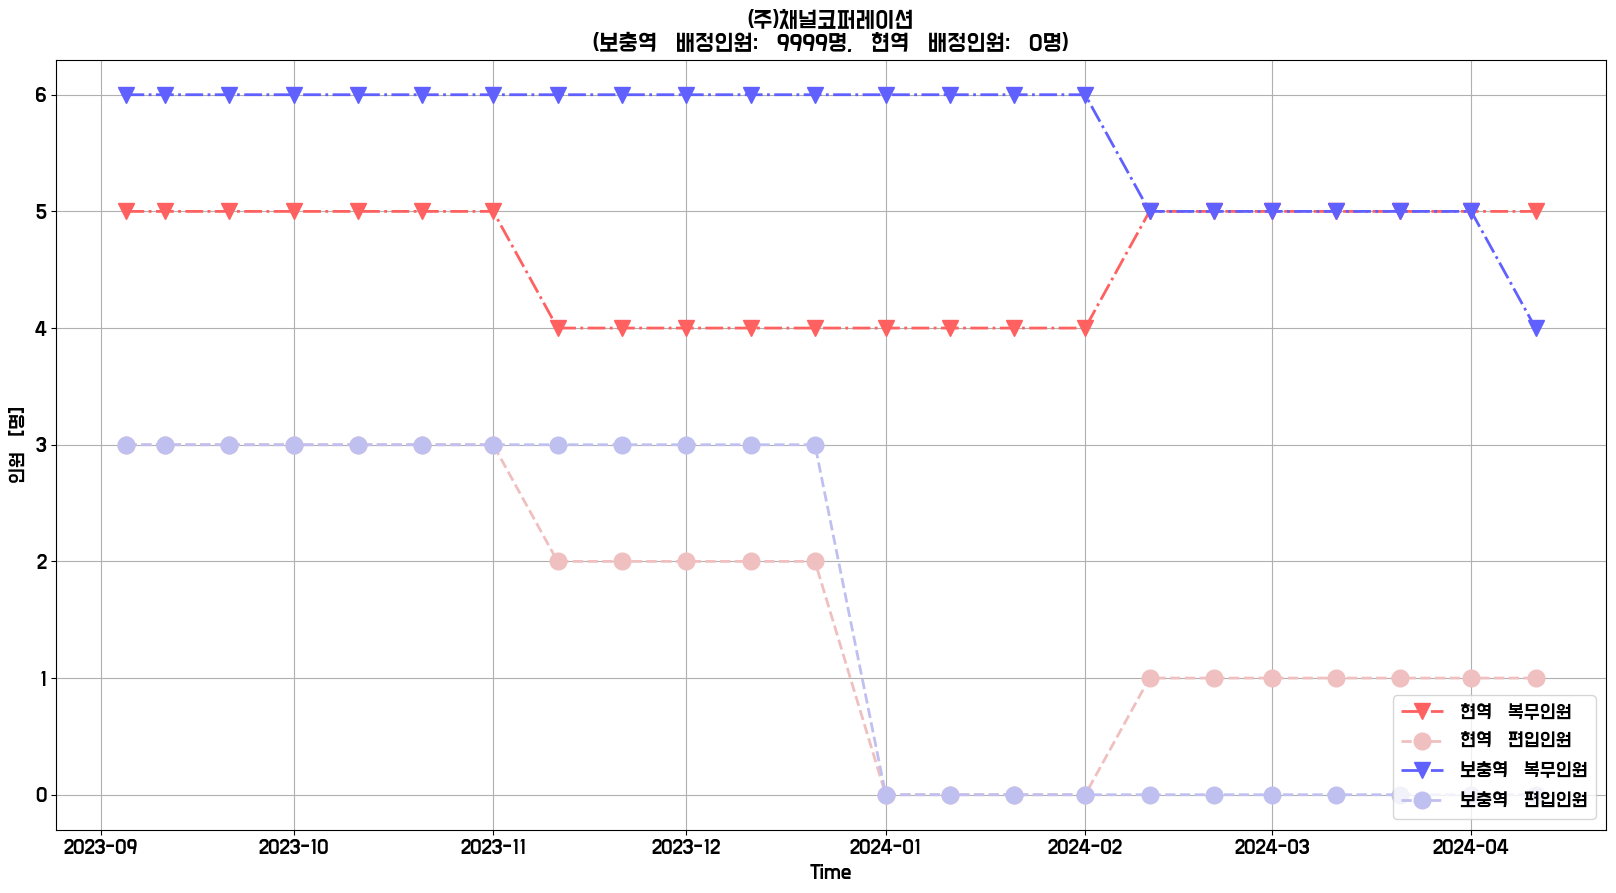 (주)채널코퍼레이션
(보충역 배정인원: 9999명, 현역 배정인원: 0명)
인원 [명]
6
5
4
3
2
1
0
2023-09 2023-10 2023-11 2023-12 2024-01 2024-02 2024-03 2024-04
Time
현역 복무인원
현역 편입인원
보충역 복무인원
보충역 편입인원